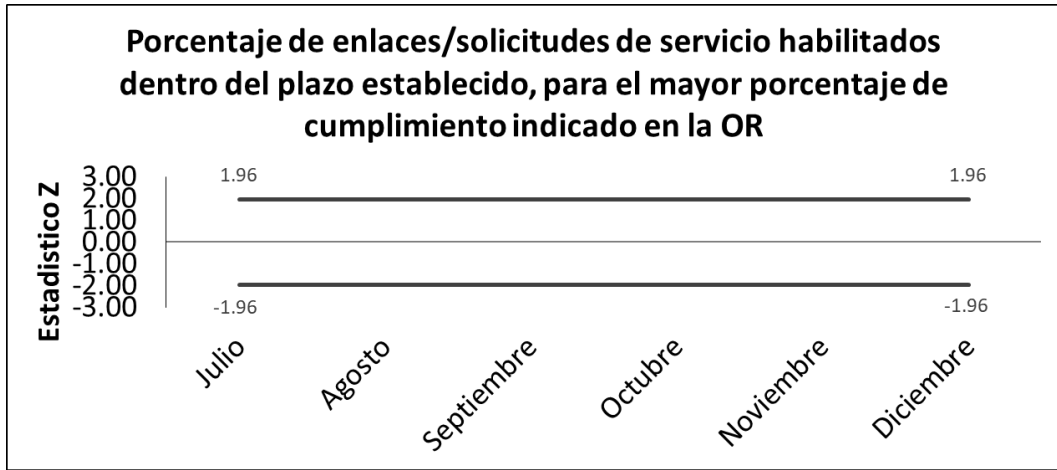 Porcentaje de enlaces/solicitudes de servicio habilitados
dentro del plazo establecido, para el mayor porcentaje de
cumplimiento indicado en la OR
Estadistico Z
3.00
2.00
1.00
0.00
-1.00
-2.00
-3.00
1.96
1.96
-1.96
-1.96
Julio
Agosto
Septiembre
Octubre
Noviembre
Diciembre